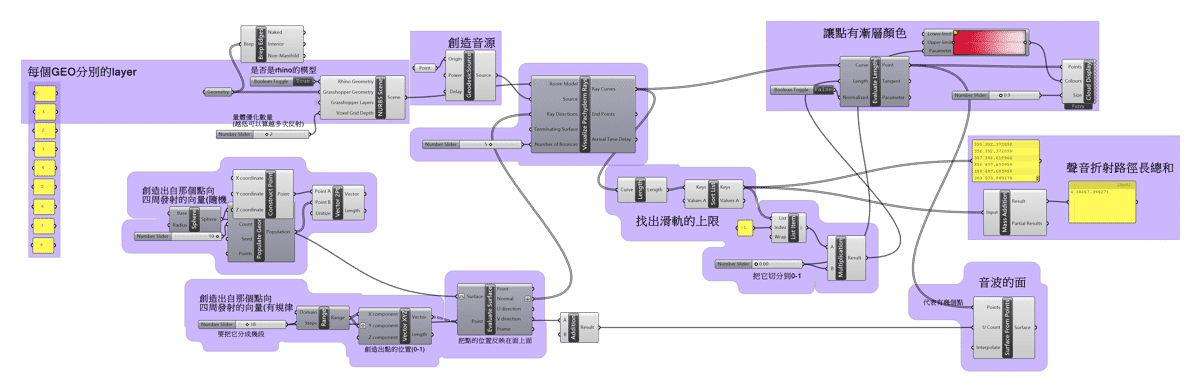 每個GEO分別的layer
0
1
2
3
4
5
6
7
8
Brep
Brep Edges
Naked
Interior
Non-Manifold
是否是rhino的模型
Boolean Toggle
True
Geometry
量體優化數量
(越低可以算越多次反射)
Number Slider
2
Rhino Geometry
Grasshopper Geometry
Grasshopper Layers
Voxel Grid Depth
NURBS Scene
Scene
創造音源
Point
Origin
Power
Delay
GeodesicSource
Source
Number Slider
5
Room Model
Source
Ray Directions
Terminating Surface
Number of Bounces
Visualize Pachyderm Rays
Ray Curves
End Points
Arrival Time Delay
讓點有漸層顏色
Lower limit
Upper limit
Parameter
Boolean Toggle
False
Curve
Length
Normalized
Evaluate Length
Point
Tangent
Parameter
Number Slider
0.5
Points
Colours
Size
Cloud Display
創造出自那個點向
四周發射的向量(隨機
Number Slider
Base
Radius
Sphere
Sphere
X coordinate
Y coordinate
Z coordinate
Construct Point
Point
Count
Seed
Points
Populate Geo
Population
Point A
Point B
Unitize
Vector 2Pt
Vector
Length
Curve
Length
Length
Keys
Values A
Sort List
Keys
Values A
找出滑軌的上限
-1
List
Index
Wrap
List Item
i
Number Slider
0.00
把它切分到0-1
A
B
Multiplication
Result
聲音折射路徑長總和
Input
Mass Addition
Result
Partial Results
創造出自那個點向
四周發射的向量(有規律
Number Slider
10
要把它分成幾段
Domain
Steps
Range
Range
X component
Y component
Z component
Vector XYZ
Vector
Length
創造出點的位置(0-1)
Surface
Point
Evaluate Surface
Point
Normal
U direction
V direction
Frame
把點的位置反映在面上面
A
B
Addition
Result
音波的面
代表有幾個點
Points
U Count
Interpolate
Surface From Points
Surface